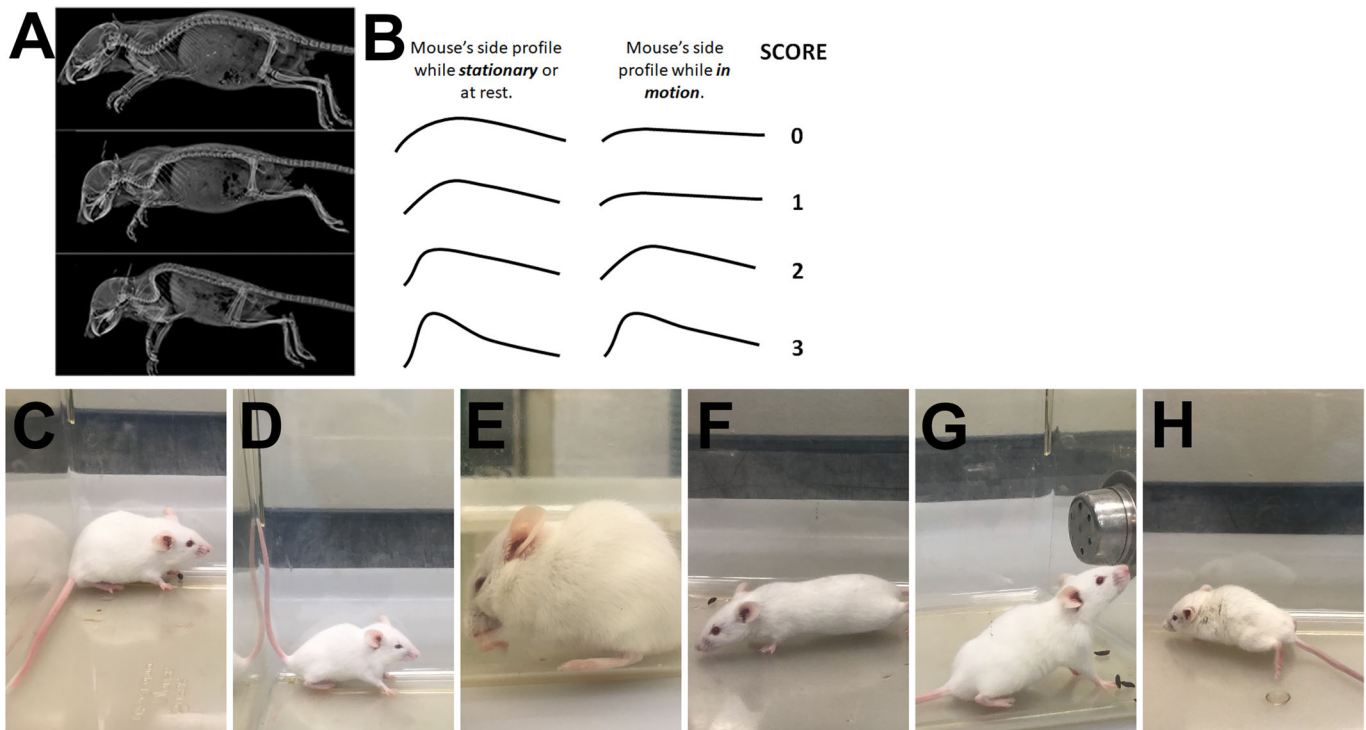 A
B
Mouse's side profile
while stationary or
at rest.
Mouse's side
profile while in
motion.
SCORE
0
1
2
3
C
D
E
F
G
H